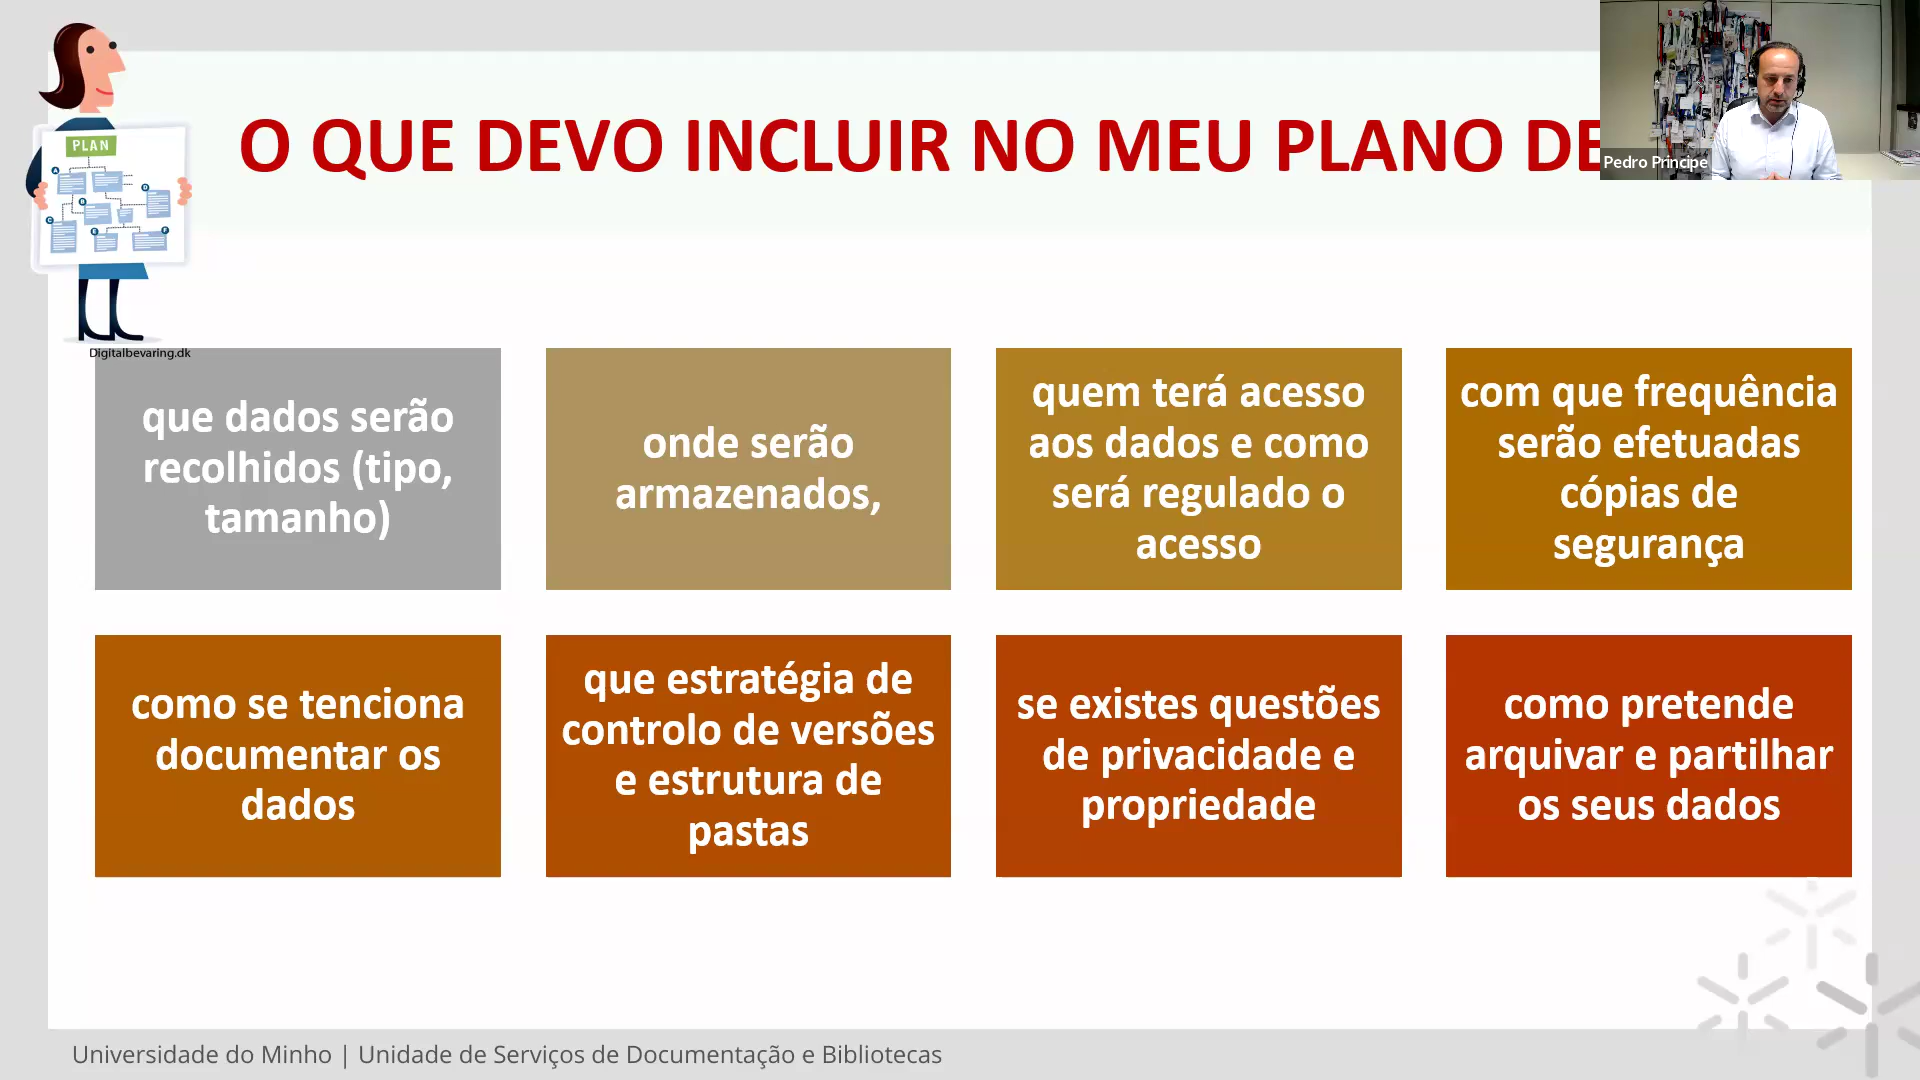 PLAN
O QUE DEVO INCLUIR NO MEU PLANO DE
Pedro Príncipe
Digitalbevaring.dk
que dados serão
recolhidos (tipo,
tamanho)
onde serão
armazenados,
quem terá acesso
aos dados e como
será regulado o
acesso
com que frequência
serão efetuadas
cópias de
segurança
como se tenciona
documentar os
dados
que estratégia de
controlo de versões
e estrutura de
pastas
se existes questões
de privacidade e
propriedade
como pretende
arquivar e partilhar
os seus dados
Universidade do Minho | Unidade de Serviços de Documentação e Bibliotecas